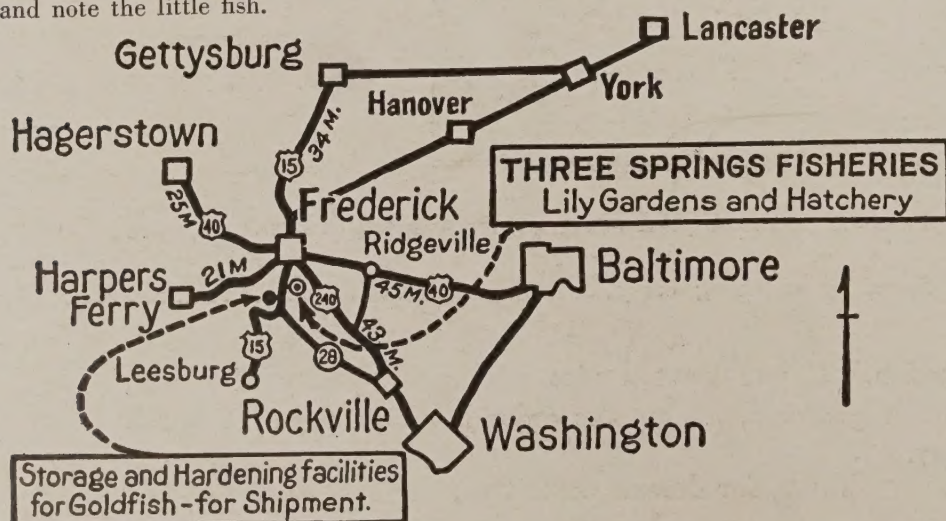 and note the little fish.
Lancaster
Gettysburg
York
Hanover
Hagerstown
15
34 M.
THREE SPRINGS FISHERIES
Lily Gardens and Hatchery
25 M
40
Frederick
Ridgeville
Baltimore
21 M
Harpers
Ferry
240
45 M.
40
43 M.
15
28
Leesburg
Rockville
Washington
Storage and Hardening facilities
for Goldfish-for Shipment.